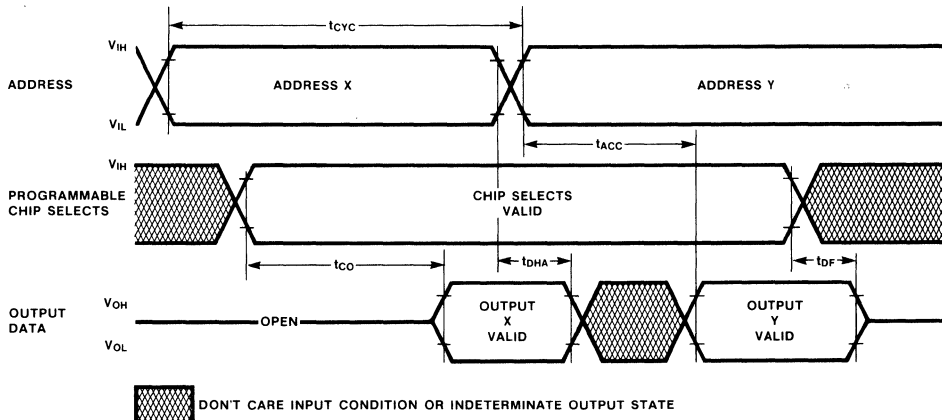 tCYC
VIH
ADDRESS
ADDRESS X
ADDRESS Y
VIL
tACC
VIH
PROGRAMMABLE
CHIP SELECTS
CHIP SELECTS
VALID
tCO
tDHA
tDF
OUTPUT
DATA
VOH
OPEN
VOL
OUTPUT
X
VALID
OUTPUT
Y
VALID
DON'T CARE INPUT CONDITION OR INDETERMINATE OUTPUT STATE